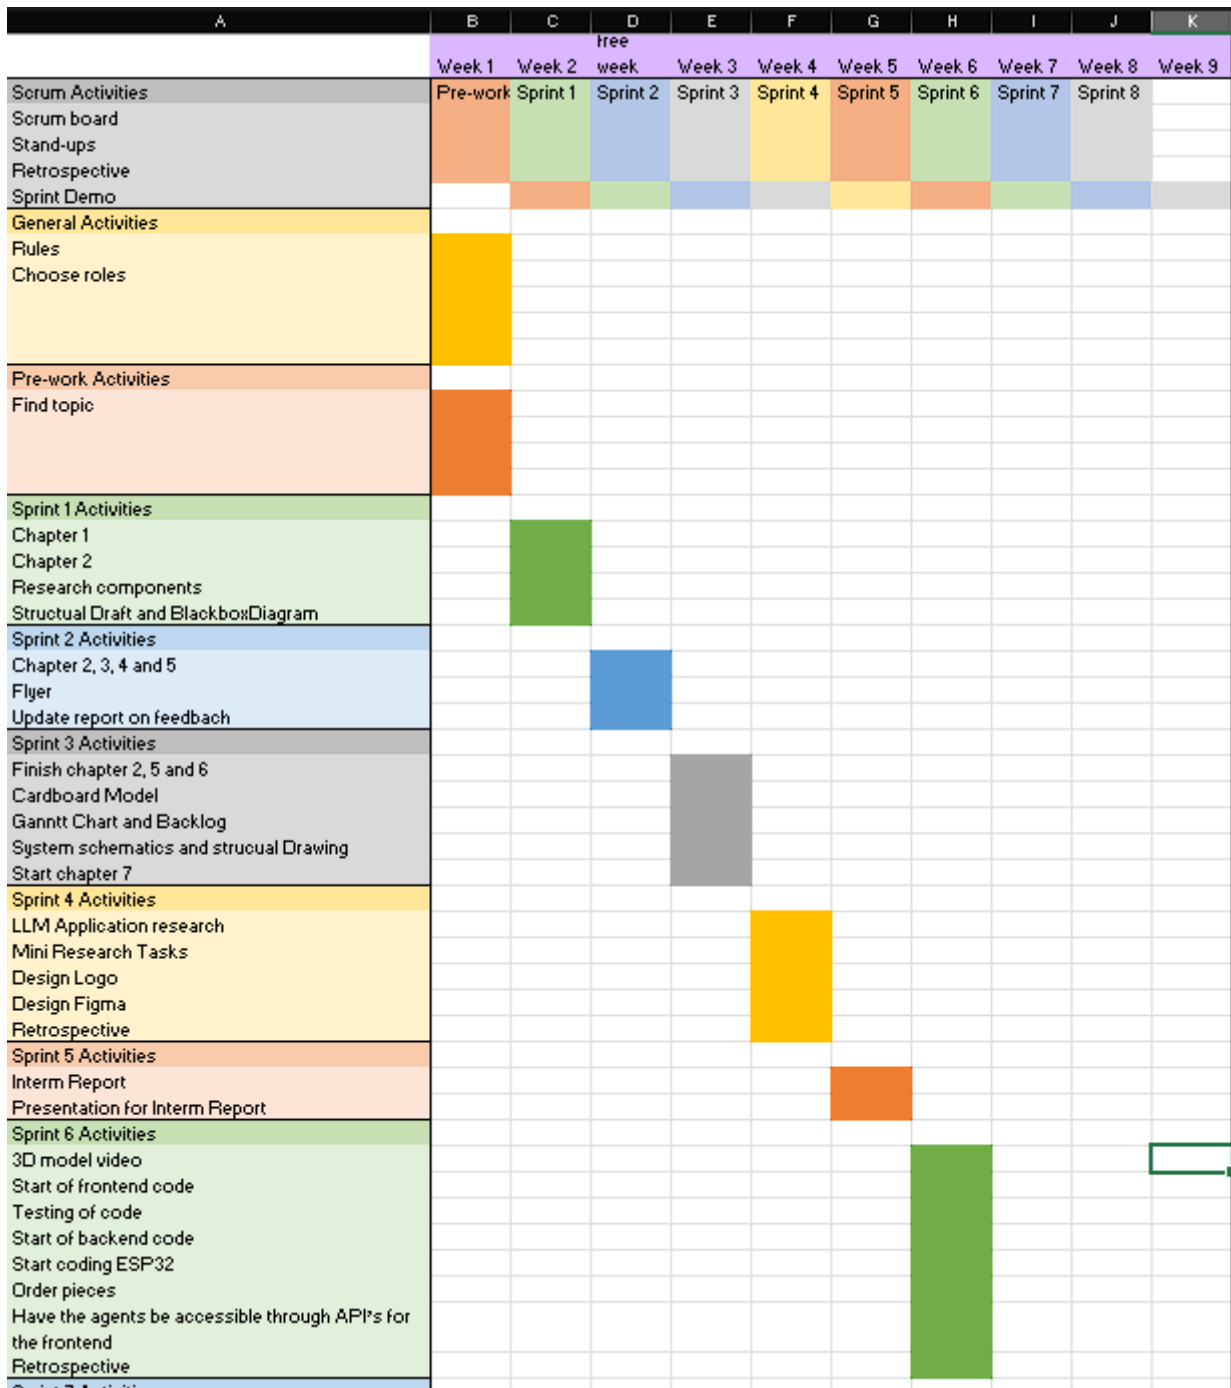 A B C D E F G H I J K
Week 1 Week 2 free week Week 3 Week 4 Week 5 Week 6 Week 7 Week 8 Week 9
Scrum Activities Pre-work Sprint 1 Sprint 2 Sprint 3 Sprint 4 Sprint 5 Sprint 6 Sprint 7 Sprint 8
Scrum board
Stand-ups
Retrospective
Sprint Demo
General Activities
Rules
Choose roles
Pre-work Activities
Find topic
Sprint 1 Activities
Chapter 1
Chapter 2
Research components
Structual Draft and BlackboxDiagram
Sprint 2 Activities
Chapter 2, 3, 4 and 5
Flyer
Update report on feedbach
Sprint 3 Activities
Finish chapter 2, 5 and 6
Cardboard Model
Ganntt Chart and Backlog
System schematics and strucual Drawing
Start chapter 7
Sprint 4 Activities
LLM Application research
Mini Research Tasks
Design Logo
Design Figma
Retrospective
Sprint 5 Activities
Interm Report
Presentation for Interm Report
Sprint 6 Activities
3D model video
Start of frontend code
Testing of code
Start of backend code
Start coding ESP32
Order pieces
Have the agents be accessible through API's for
the frontend
Retrospective